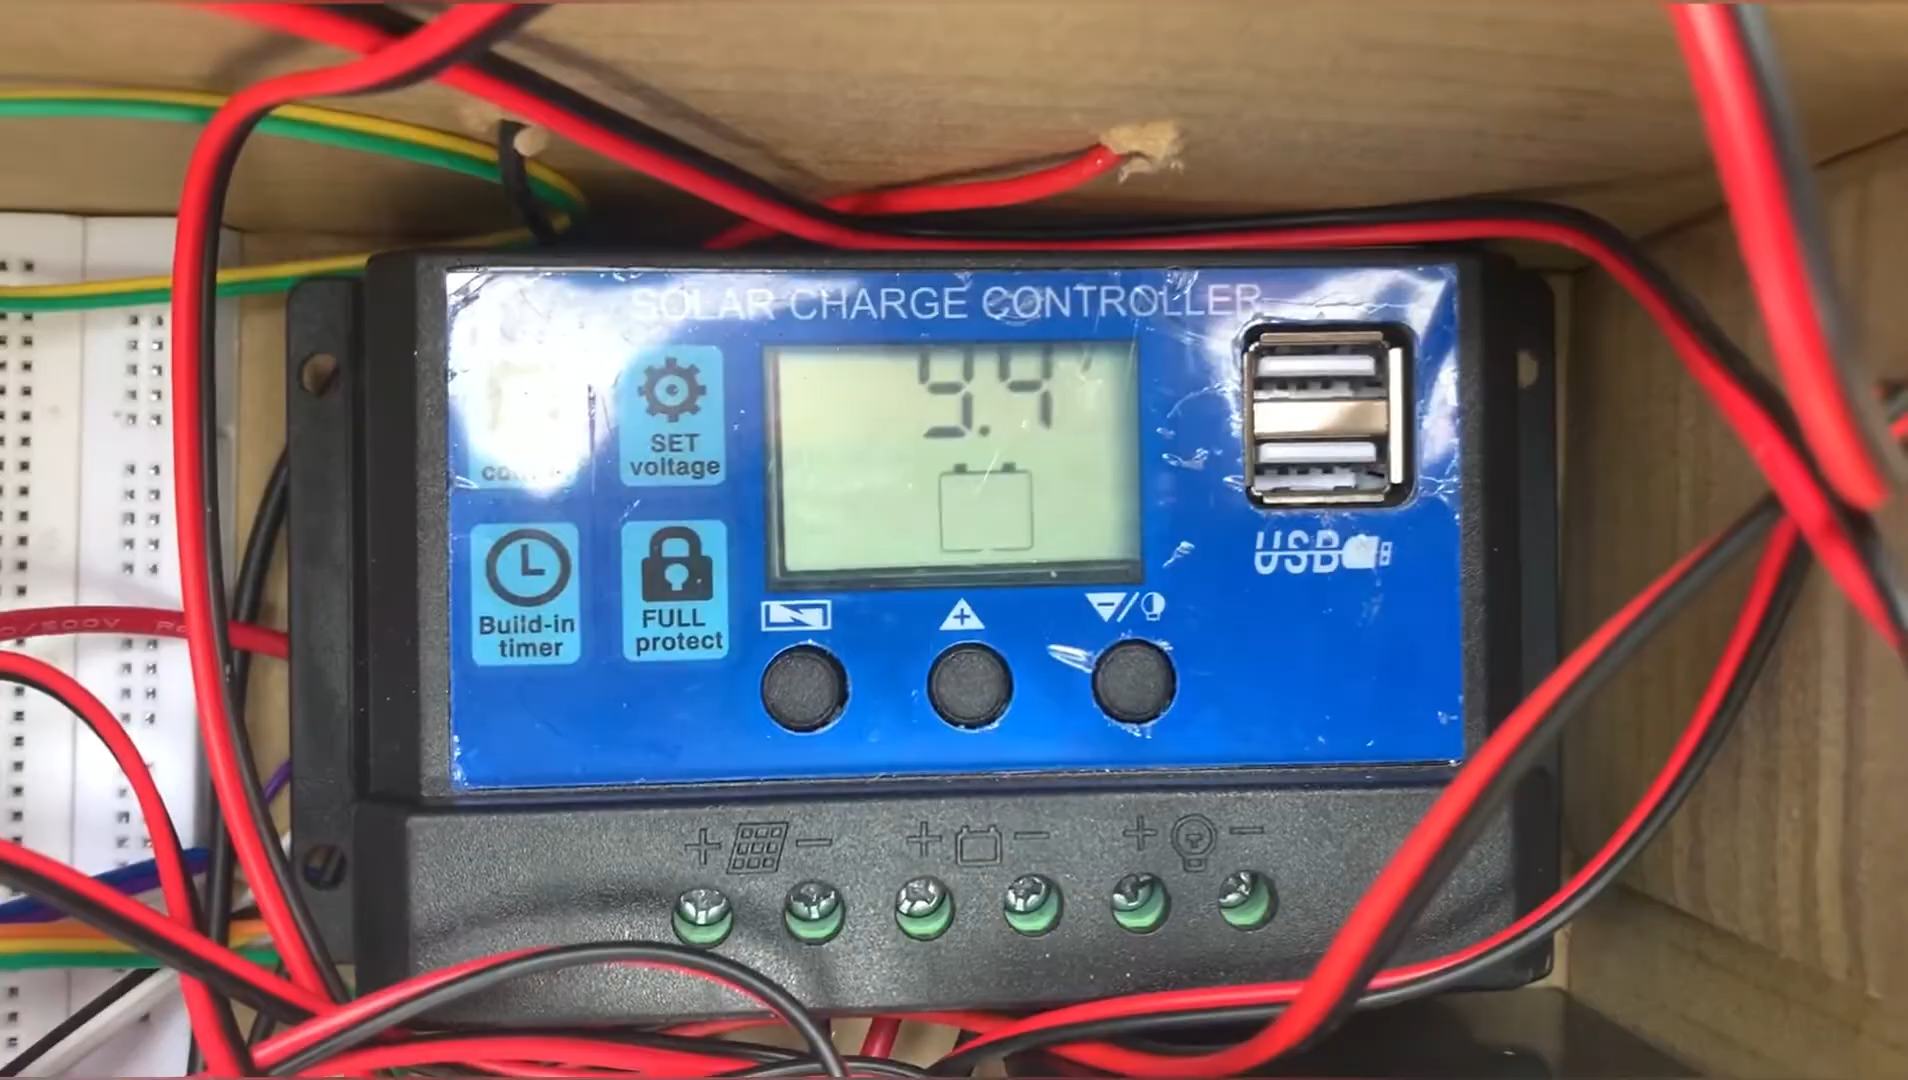 SOLAR CHARGE CONTROLLER
SET
voltage
9.4
Build-in
timer
FULL
protect
USB